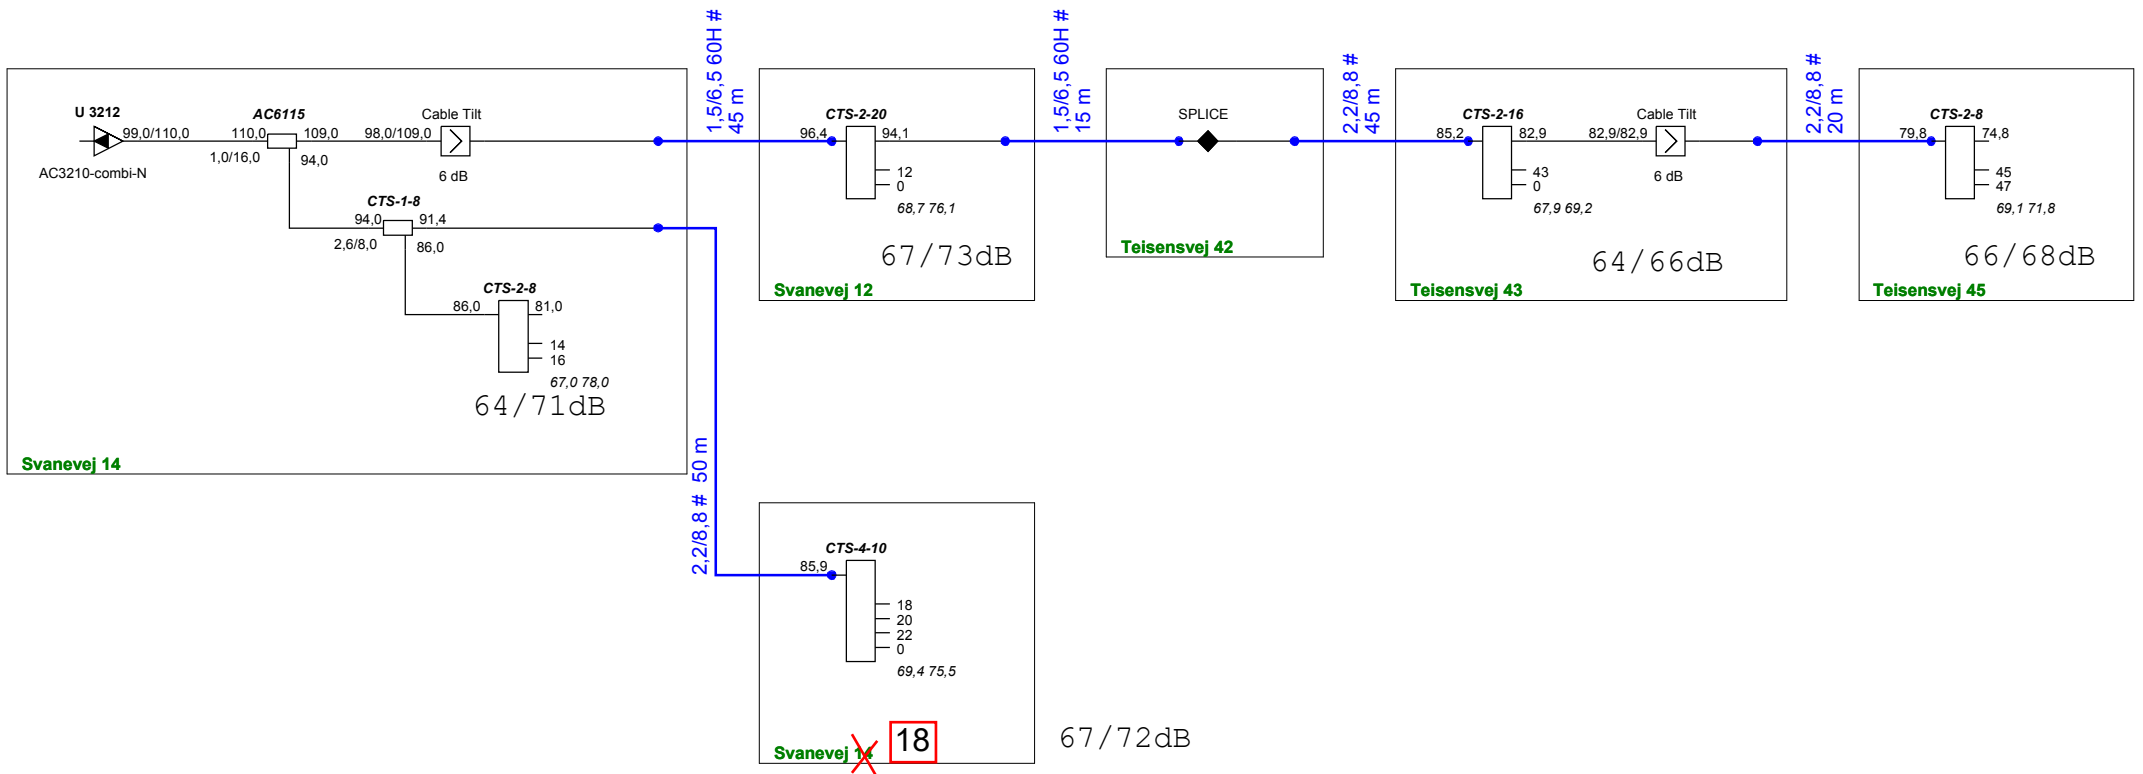 U 3212
99,0/110,0
AC3210-combi-N
AC6115
110,0
109,0
1,0/16,0
94,0
Cable Tilt
98,0/109,0
6 dB
CTS-1-8
94,0
91,4
2,6/8,0
86,0
CTS-2-8
86,0
81,0
14
16
67,0 78,0
64/71dB
Svanevej 14
1,5/6,5 60H #
45 m
CTS-2-20
96,4
94,1
12
0
68,7 76,1
67/73dB
Svanevej 12
1,5/6,5 60H #
15 m
SPLICE
Teisensvej 42
2,2/8,8 #
45 m
CTS-2-16
85,2
82,9
43
0
67,9 69,2
82,9/82,9
Cable Tilt
6 dB
64/66dB
Teisensvej 43
2,2/8,8 #
20 m
CTS-2-8
79,8
74,8
45
47
69,1 71,8
66/68dB
Teisensvej 45
2,2/8,8 # 50 m
CTS-4-10
85,9
18
20
22
0
69,4 75,5
Svanevej 14
18
67/72dB